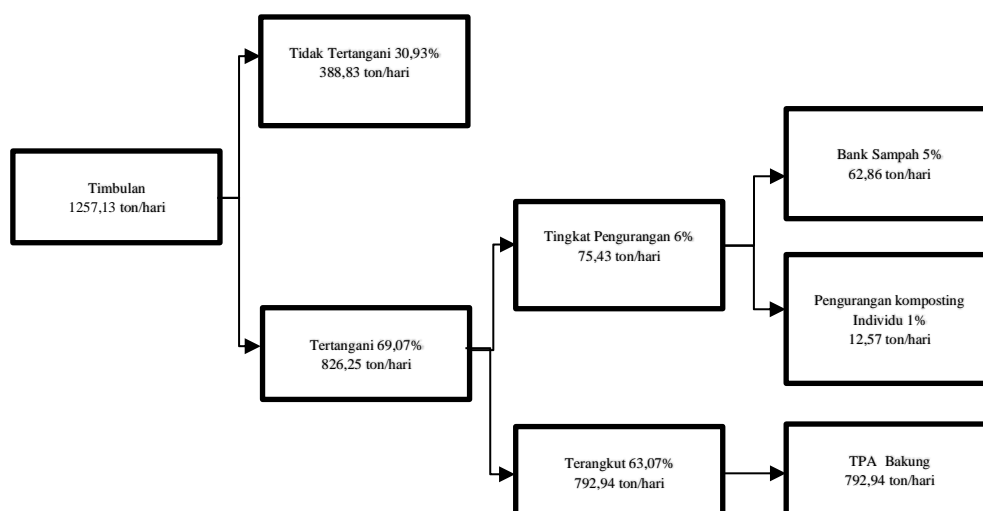 Tidak Tertangani 30,93%
388,83 ton/hari
Timbulan
1257,13 ton/hari
Tertangani 69,07%
826,25 ton/hari
Tingkat Pengurangan 6%
75,43 ton/hari
Terangkut 63,07%
792,94 ton/hari
Bank Sampah 5%
62,86 ton/hari
Pengurangan komposting
Individu 1%
12,57 ton/hari
TPA Bakung
792,94 ton/hari